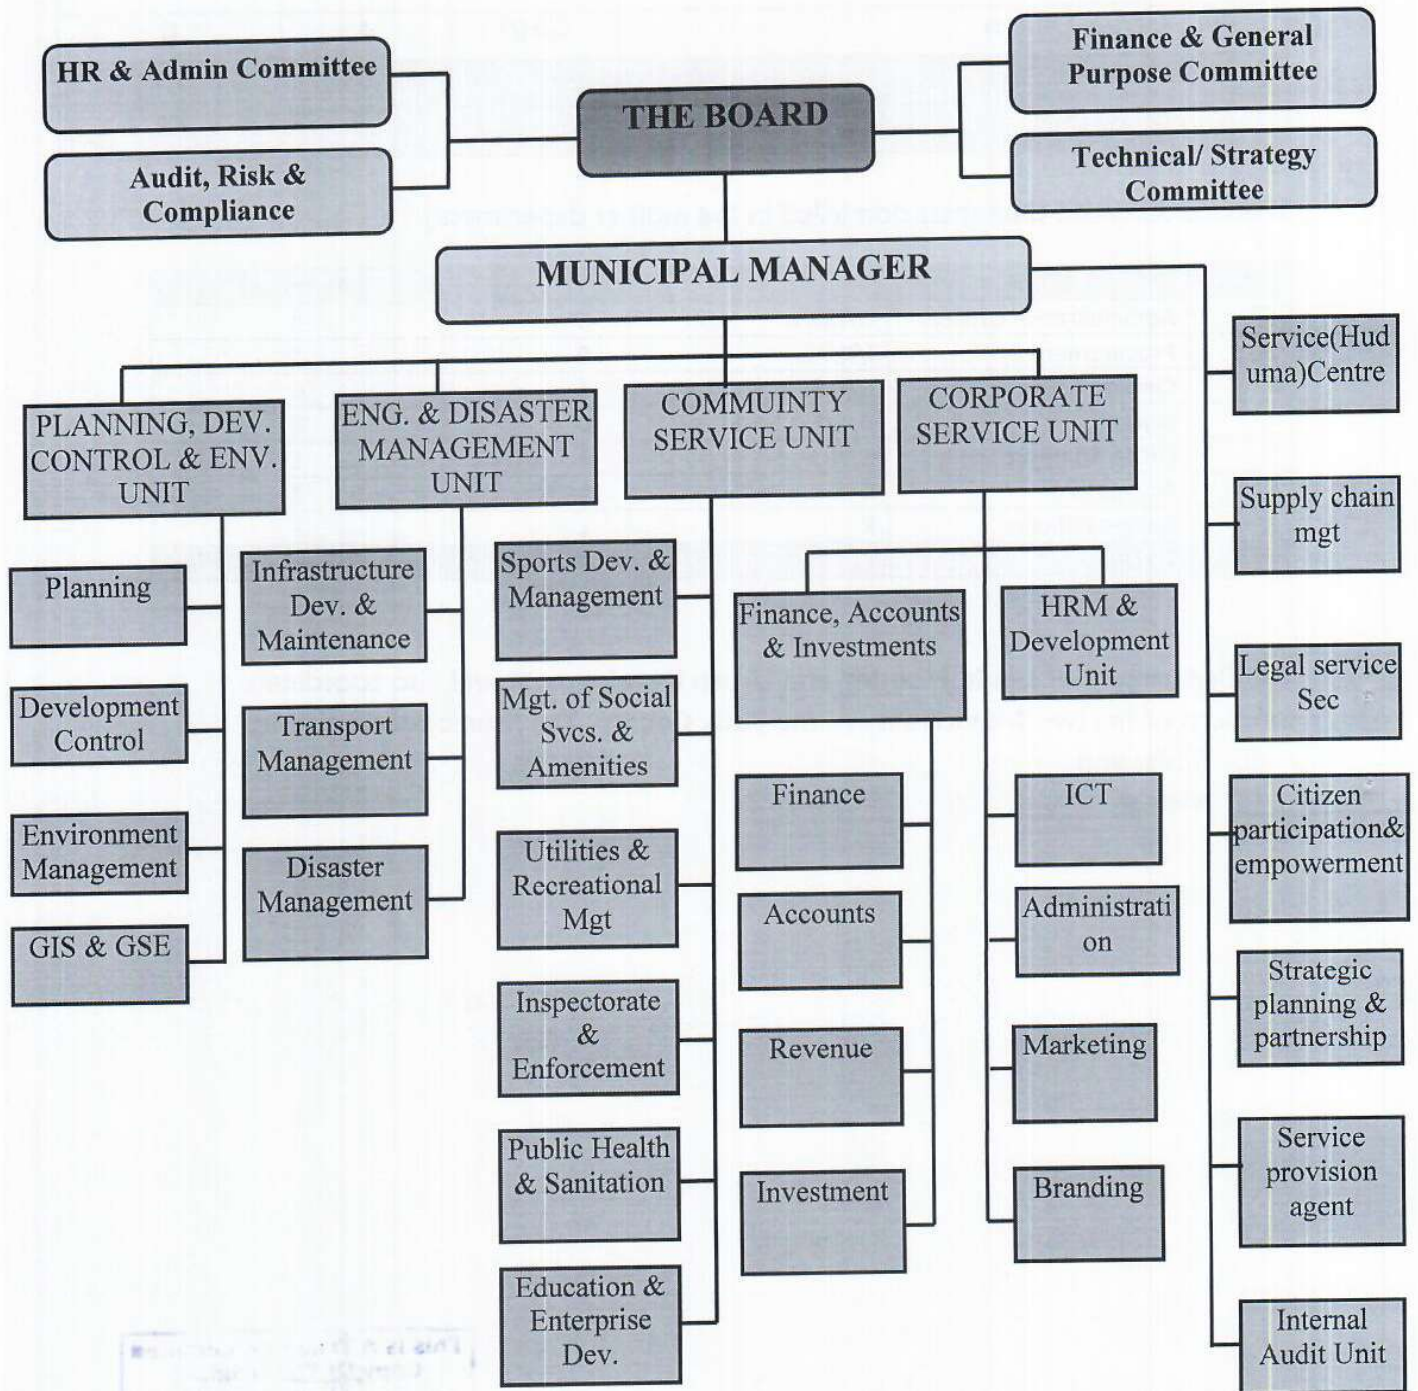 HR & Admin Committee
Audit, Risk &
Compliance
THE BOARD
Finance & General
Purpose Committee
Technical/ Strategy
Committee
MUNICIPAL MANAGER
PLANNING, DEV.
CONTROL & ENV.
UNIT
Planning
Development
Control
Environment
Management
GIS & GSE
ENG. & DISASTER
MANAGEMENT
UNIT
Infrastructure
Dev. &
Maintenance
Transport
Management
Disaster
Management
COMMUINTY
SERVICE UNIT
Sports Dev. &
Management
Mgt. of Social
Svcs. &
Amenities
Utilities &
Recreational
Mgt
Inspectorate
&
Enforcement
Public Health
& Sanitation
Education &
Enterprise
Dev.
CORPORATE
SERVICE UNIT
Finance, Accounts
& Investments
Finance
Accounts
Revenue
Investment
HRM &
Development
Unit
ICT
Administrati
on
Marketing
Branding
Service(Hud
uma)Centre
Supply chain
mgt
Legal service
Sec
Citizen
participation&
empowerment
Strategic
planning &
partnership
Service
provision
agent
Internal
Audit Unit